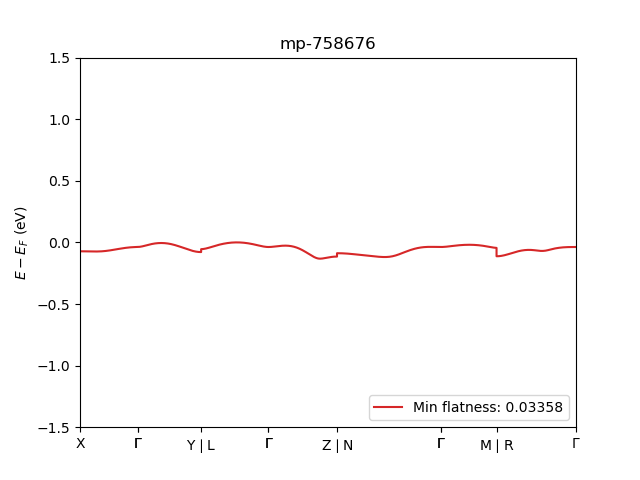 mp-758676
1.5
1.0
0.5
0.0
−0.5
−1.0
−1.5
E − E_F (eV)
Min flatness: 0.03358
X Γ Y | L Γ Z | N Γ M | R Γ